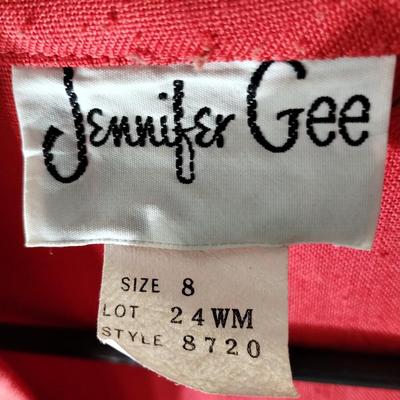 Jennifer Gee
SIZE 8
LOT 24WM
STYLE 8720